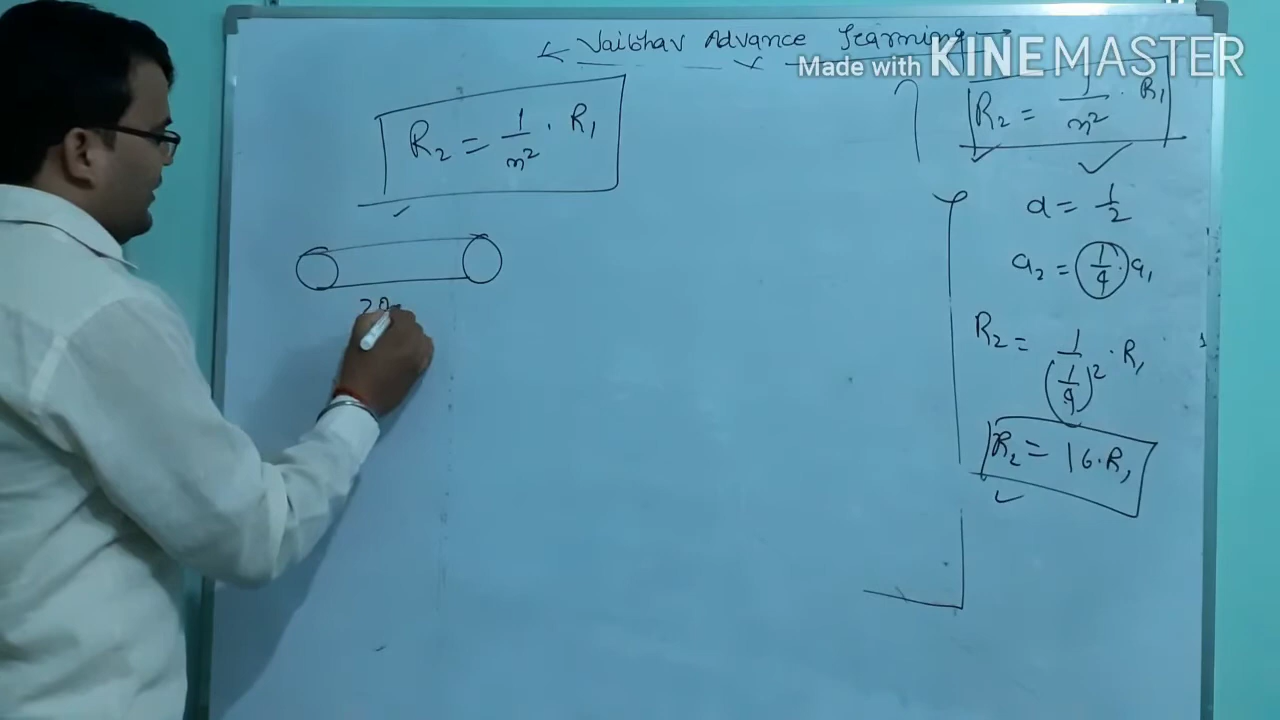 ← Vaibhav Advance learning →
Made with KINEMASTER
R₂ = 1/n² · R₁
R₂ = 1/n² · R₁
a = 1/2
a₂ = (1/4) a₁
R₂ = 1/(1/4)² · R₁
R₂ = 16·R₁
20